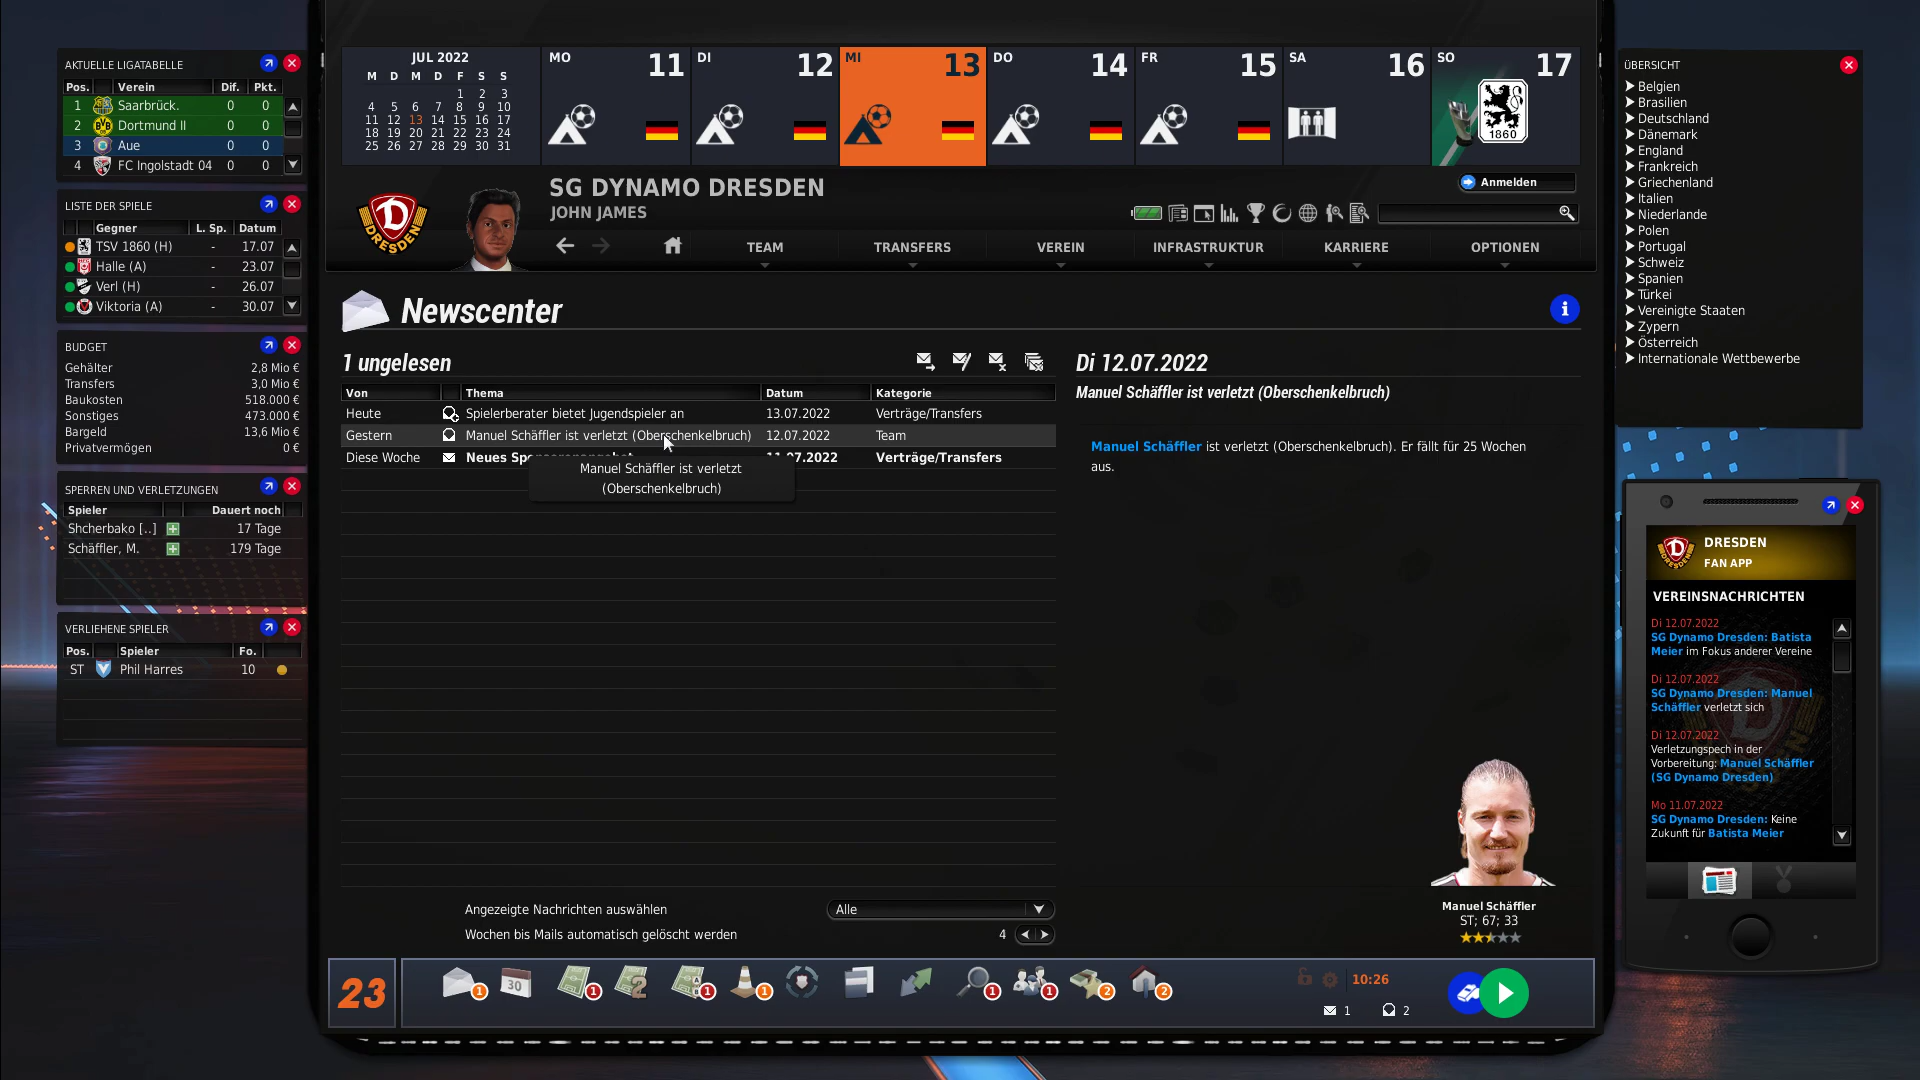 AKTUELLE LIGATABELLE
Pos. Verein Dif. Pkt.
1 Saarbrück. 0 0
2 Dortmund II 0 0
3 Aue 0 0
4 FC Ingolstadt 04 0 0
LISTE DER SPIELE
Gegner L. Sp. Datum
TSV 1860 (H) - 17.07
Halle (A) - 23.07
Verl (H) - 26.07
Viktoria (A) - 30.07
BUDGET
Gehälter 2,8 Mio €
Transfers 3,0 Mio €
Baukosten 518.000 €
Sonstiges 473.000 €
Bargeld 13,6 Mio €
Privatvermögen 0 €
SPERREN UND VERLETZUNGEN
Spieler Dauert noch
Shcherbako [..] 17 Tage
Schäffler, M. 179 Tage
VERLIEHENE SPIELER
Pos. Spieler Fo.
ST Phil Harres 10
JUL 2022
M D M D F S S
1 2 3
4 5 6 7 8 9 10
11 12 13 14 15 16 17
18 19 20 21 22 23 24
25 26 27 28 29 30 31
MO 11
DI 12
MI 13
DO 14
FR 15
SA 16
SO 17
1860
SG DYNAMO DRESDEN
JOHN JAMES
Anmelden
TEAM TRANSFERS VEREIN INFRASTRUKTUR KARRIERE OPTIONEN
Newscenter
1 ungelesen
Von Thema Datum Kategorie
Heute Spielerberater bietet Jugendspieler an 13.07.2022 Verträge/Transfers
Gestern Manuel Schäffler ist verletzt (Oberschenkelbruch) 12.07.2022 Team
Diese Woche Neues Sponsorenangebot 11.07.2022 Verträge/Transfers
Manuel Schäffler ist verletzt
(Oberschenkelbruch)
Angezeigte Nachrichten auswählen Alle
Wochen bis Mails automatisch gelöscht werden 4
Di 12.07.2022
Manuel Schäffler ist verletzt (Oberschenkelbruch)
Manuel Schäffler ist verletzt (Oberschenkelbruch). Er fällt für 25 Wochen
aus.
Manuel Schäffler
ST; 67; 33
23
1 30 1 2 1 1 1 1 2 2
10:26
1 2
ÜBERSICHT
Belgien
Brasilien
Deutschland
Dänemark
England
Frankreich
Griechenland
Italien
Niederlande
Polen
Portugal
Schweiz
Spanien
Türkei
Vereinigte Staaten
Zypern
Österreich
Internationale Wettbewerbe
DRESDEN
FAN APP
VEREINSNACHRICHTEN
Di 12.07.2022
SG Dynamo Dresden: Batista
Meier im Fokus anderer Vereine
Di 12.07.2022
SG Dynamo Dresden: Manuel
Schäffler verletzt sich
Di 12.07.2022
Verletzungspech in der
Vorbereitung: Manuel Schäffler
(SG Dynamo Dresden)
Mo 11.07.2022
SG Dynamo Dresden: Keine
Zukunft für Batista Meier